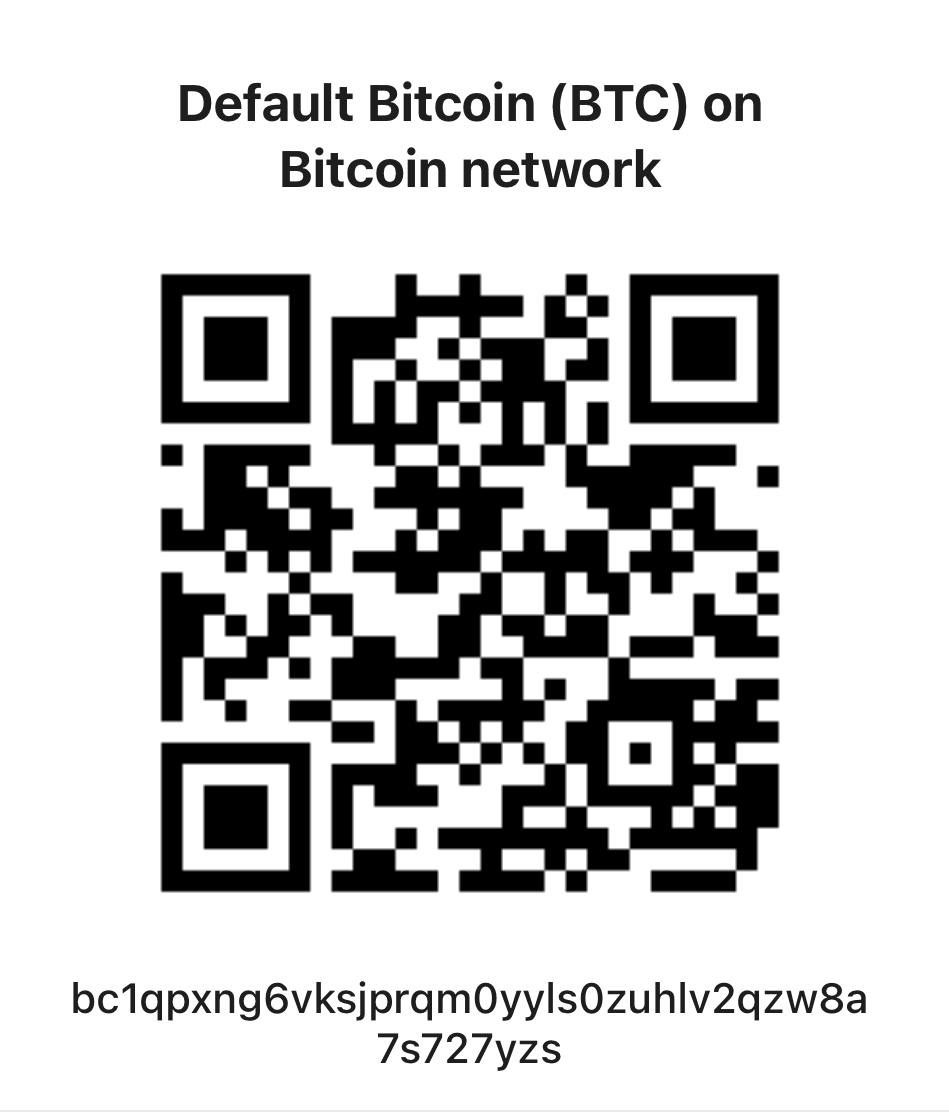 Default Bitcoin (BTC) on
Bitcoin network
bc1qpxng6vksjprqm0yyls0zuhlv2qzw8a
7s727yzs